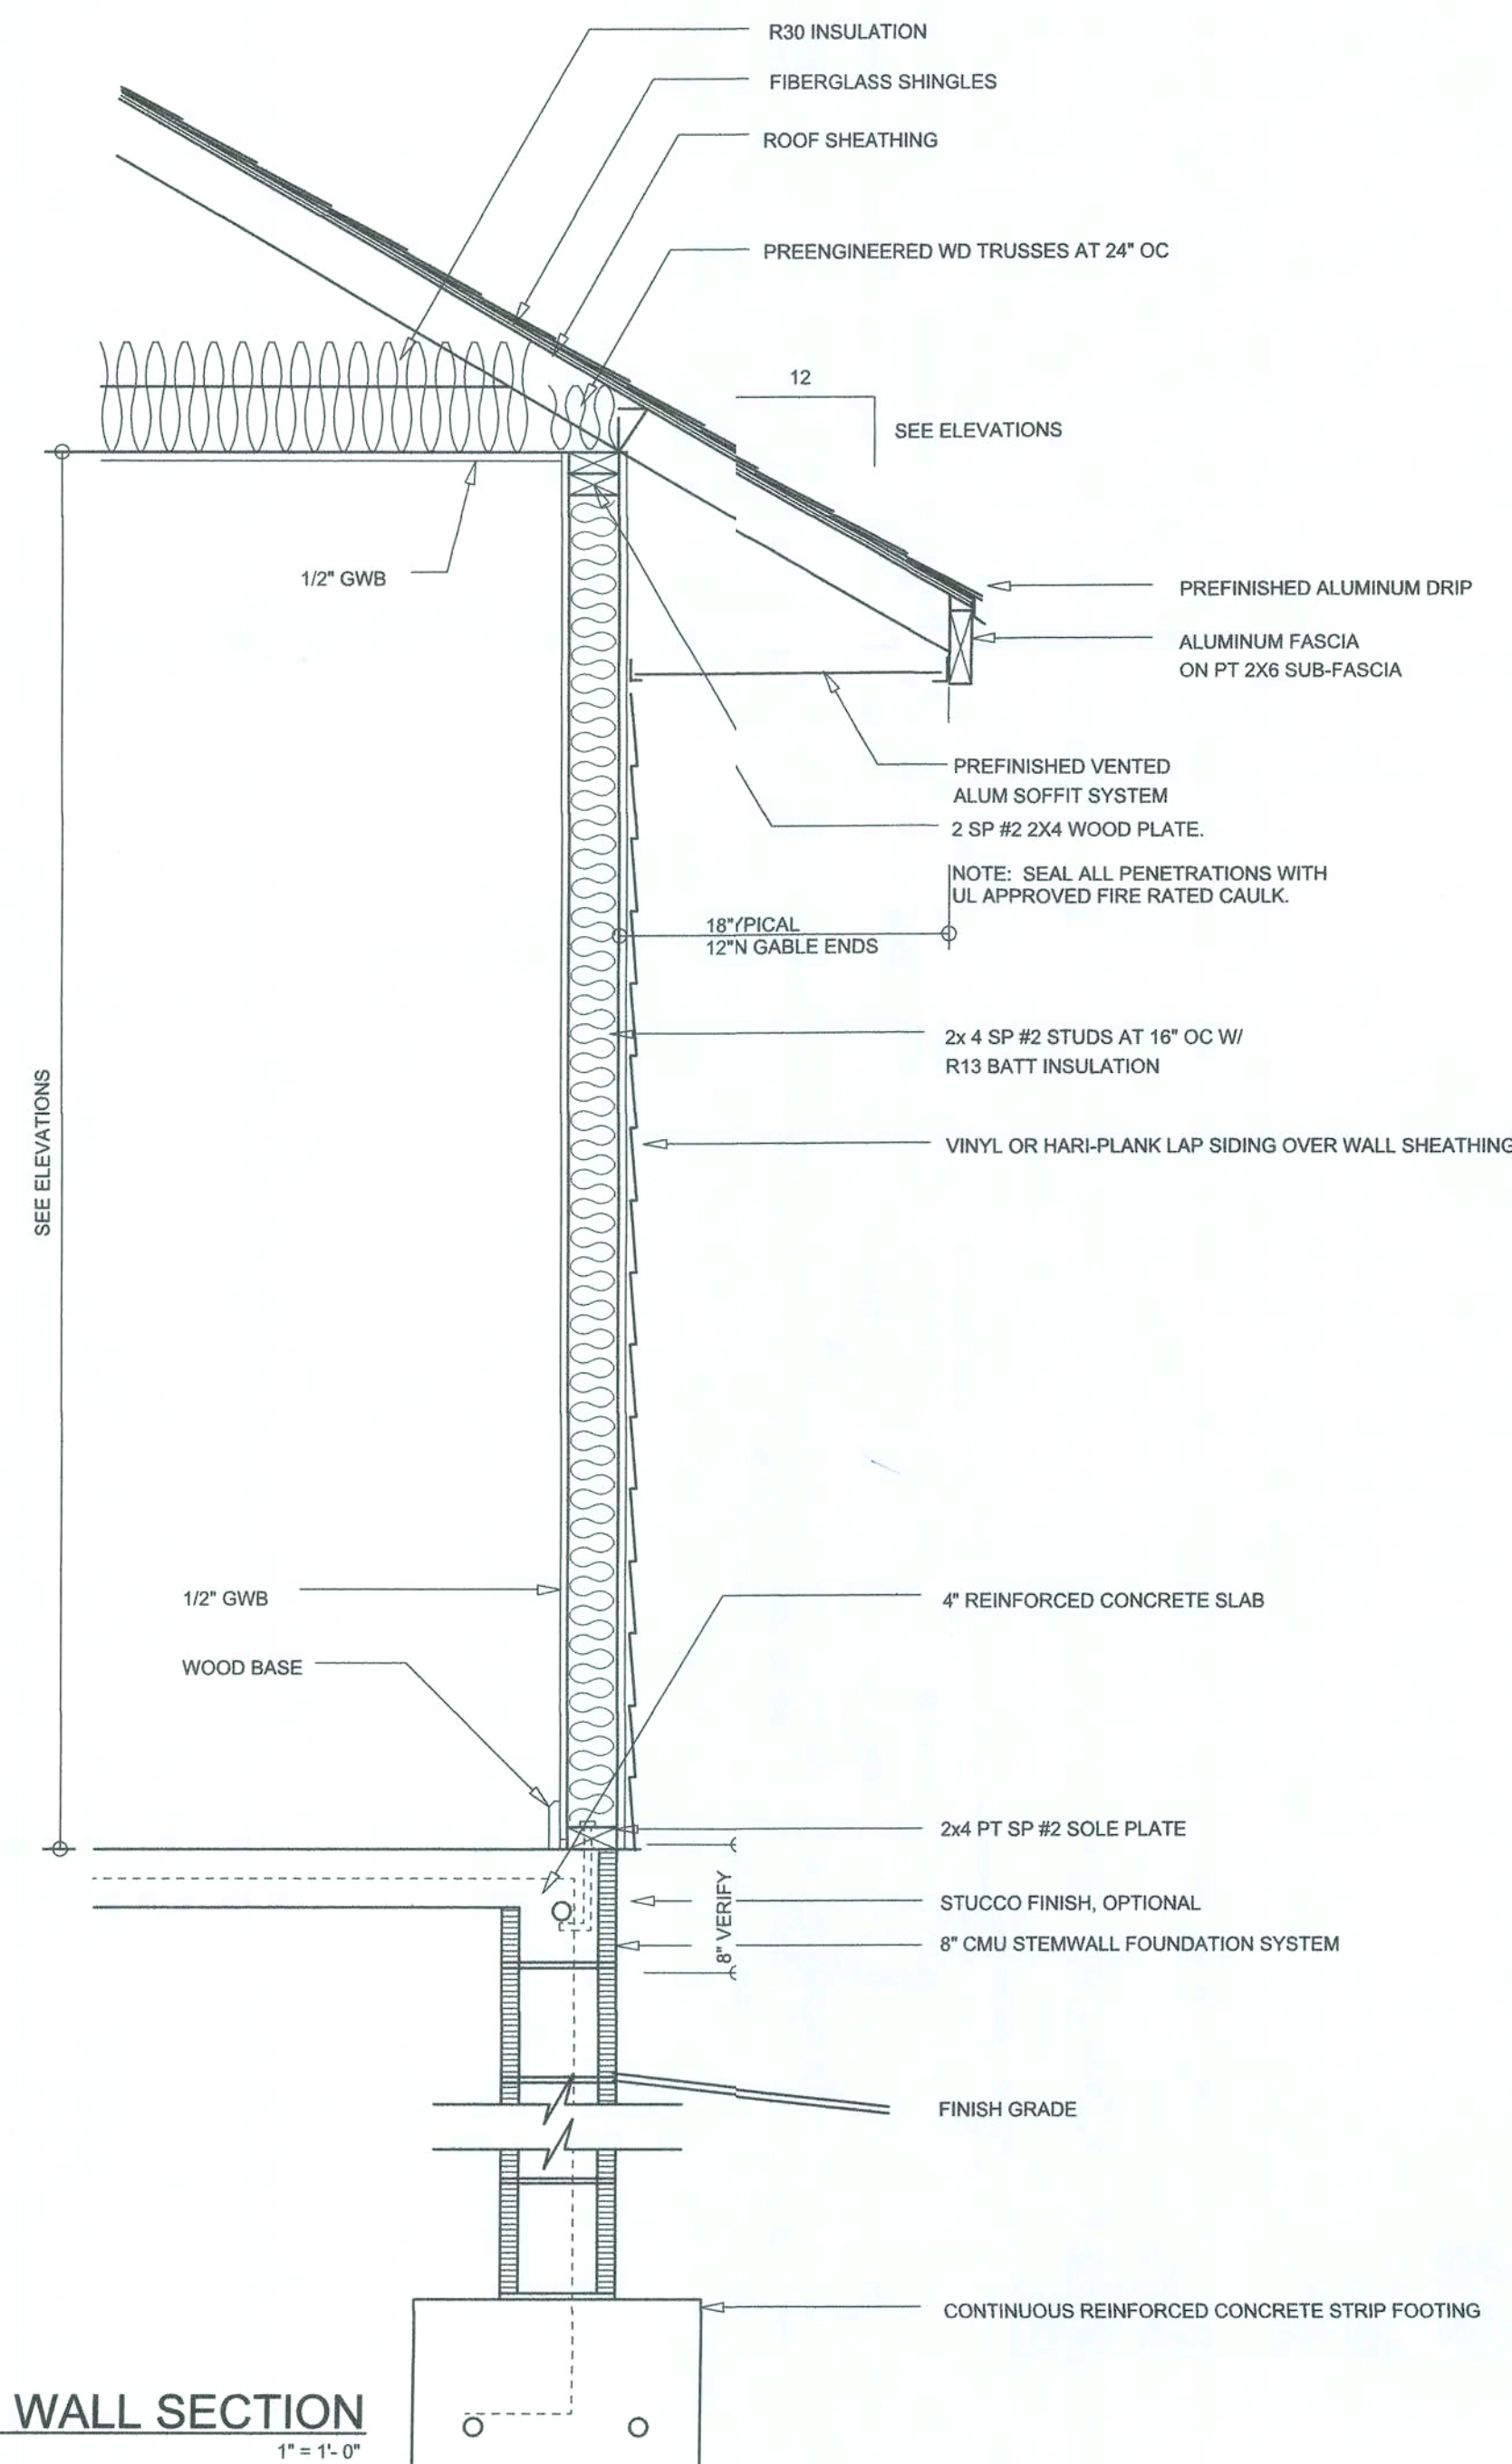 R30 INSULATION
FIBERGLASS SHINGLES
ROOF SHEATHING
PREENGINEERED WD TRUSSES AT 24" OC
12
SEE ELEVATIONS
1/2" GWB
PREFINISHED ALUMINUM DRIP
ALUMINUM FASCIA
ON PT 2X6 SUB-FASCIA
PREFINISHED VENTED
ALUM SOFFIT SYSTEM
2 SP #2 2X4 WOOD PLATE.
NOTE: SEAL ALL PENETRATIONS WITH
UL APPROVED FIRE RATED CAULK.
18"YPICAL
12"N GABLE ENDS
2x 4 SP #2 STUDS AT 16" OC W/
R13 BATT INSULATION
SEE ELEVATIONS
VINYL OR HARI-PLANK LAP SIDING OVER WALL SHEATHING
1/2" GWB
4" REINFORCED CONCRETE SLAB
WOOD BASE
2x4 PT SP #2 SOLE PLATE
8" VERIFY
STUCCO FINISH, OPTIONAL
8" CMU STEMWALL FOUNDATION SYSTEM
FINISH GRADE
CONTINUOUS REINFORCED CONCRETE STRIP FOOTING
WALL SECTION
1" = 1'- 0"